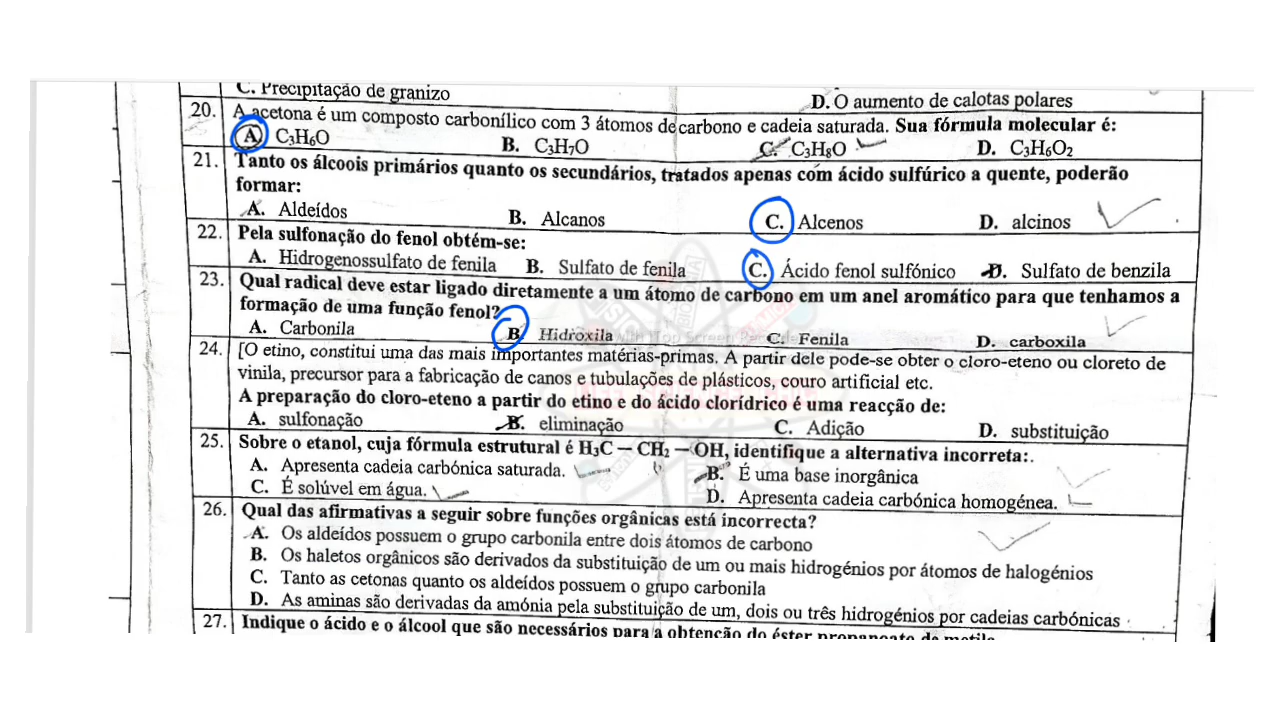 C. Precipitação de granizo D. O aumento de calotas polares
20. A acetona é um composto carbonílico com 3 átomos de carbono e cadeia saturada. Sua fórmula molecular é:
A) C₃H₆O B. C₃H₇O C. C₃H₈O D. C₃H₆O₂
21. Tanto os álcoois primários quanto os secundários, tratados apenas com ácido sulfúrico a quente, poderão
formar:
A. Aldeídos B. Alcanos C. Alcenos D. alcinos
22. Pela sulfonação do fenol obtém-se:
A. Hidrogenossulfato de fenila B. Sulfato de fenila C. Ácido fenol sulfónico D. Sulfato de benzila
23. Qual radical deve estar ligado diretamente a um átomo de carbono em um anel aromático para que tenhamos a
formação de uma função fenol?
A. Carbonila B. Hidroxila C. Fenila D. carboxila
24. [O etino, constitui uma das mais importantes matérias-primas. A partir dele pode-se obter o cloro-eteno ou cloreto de
vinila, precursor para a fabricação de canos e tubulações de plásticos, couro artificial etc.
A preparação do cloro-eteno a partir do etino e do ácido clorídrico é uma reacção de:
A. sulfonação B. eliminação C. Adição D. substituição
25. Sobre o etanol, cuja fórmula estrutural é H₃C – CH₂ – OH, identifique a alternativa incorreta:.
A. Apresenta cadeia carbónica saturada. B. É uma base inorgânica
C. É solúvel em água. D. Apresenta cadeia carbónica homogénea.
26. Qual das afirmativas a seguir sobre funções orgânicas está incorrecta?
A. Os aldeídos possuem o grupo carbonila entre dois átomos de carbono
B. Os haletos orgânicos são derivados da substituição de um ou mais hidrogénios por átomos de halogénios
C. Tanto as cetonas quanto os aldeídos possuem o grupo carbonila
D. As aminas são derivadas da amónia pela substituição de um, dois ou três hidrogénios por cadeias carbónicas
27. Indique o ácido e o álcool que são necessários para a obtenção do éster propanoato de metila